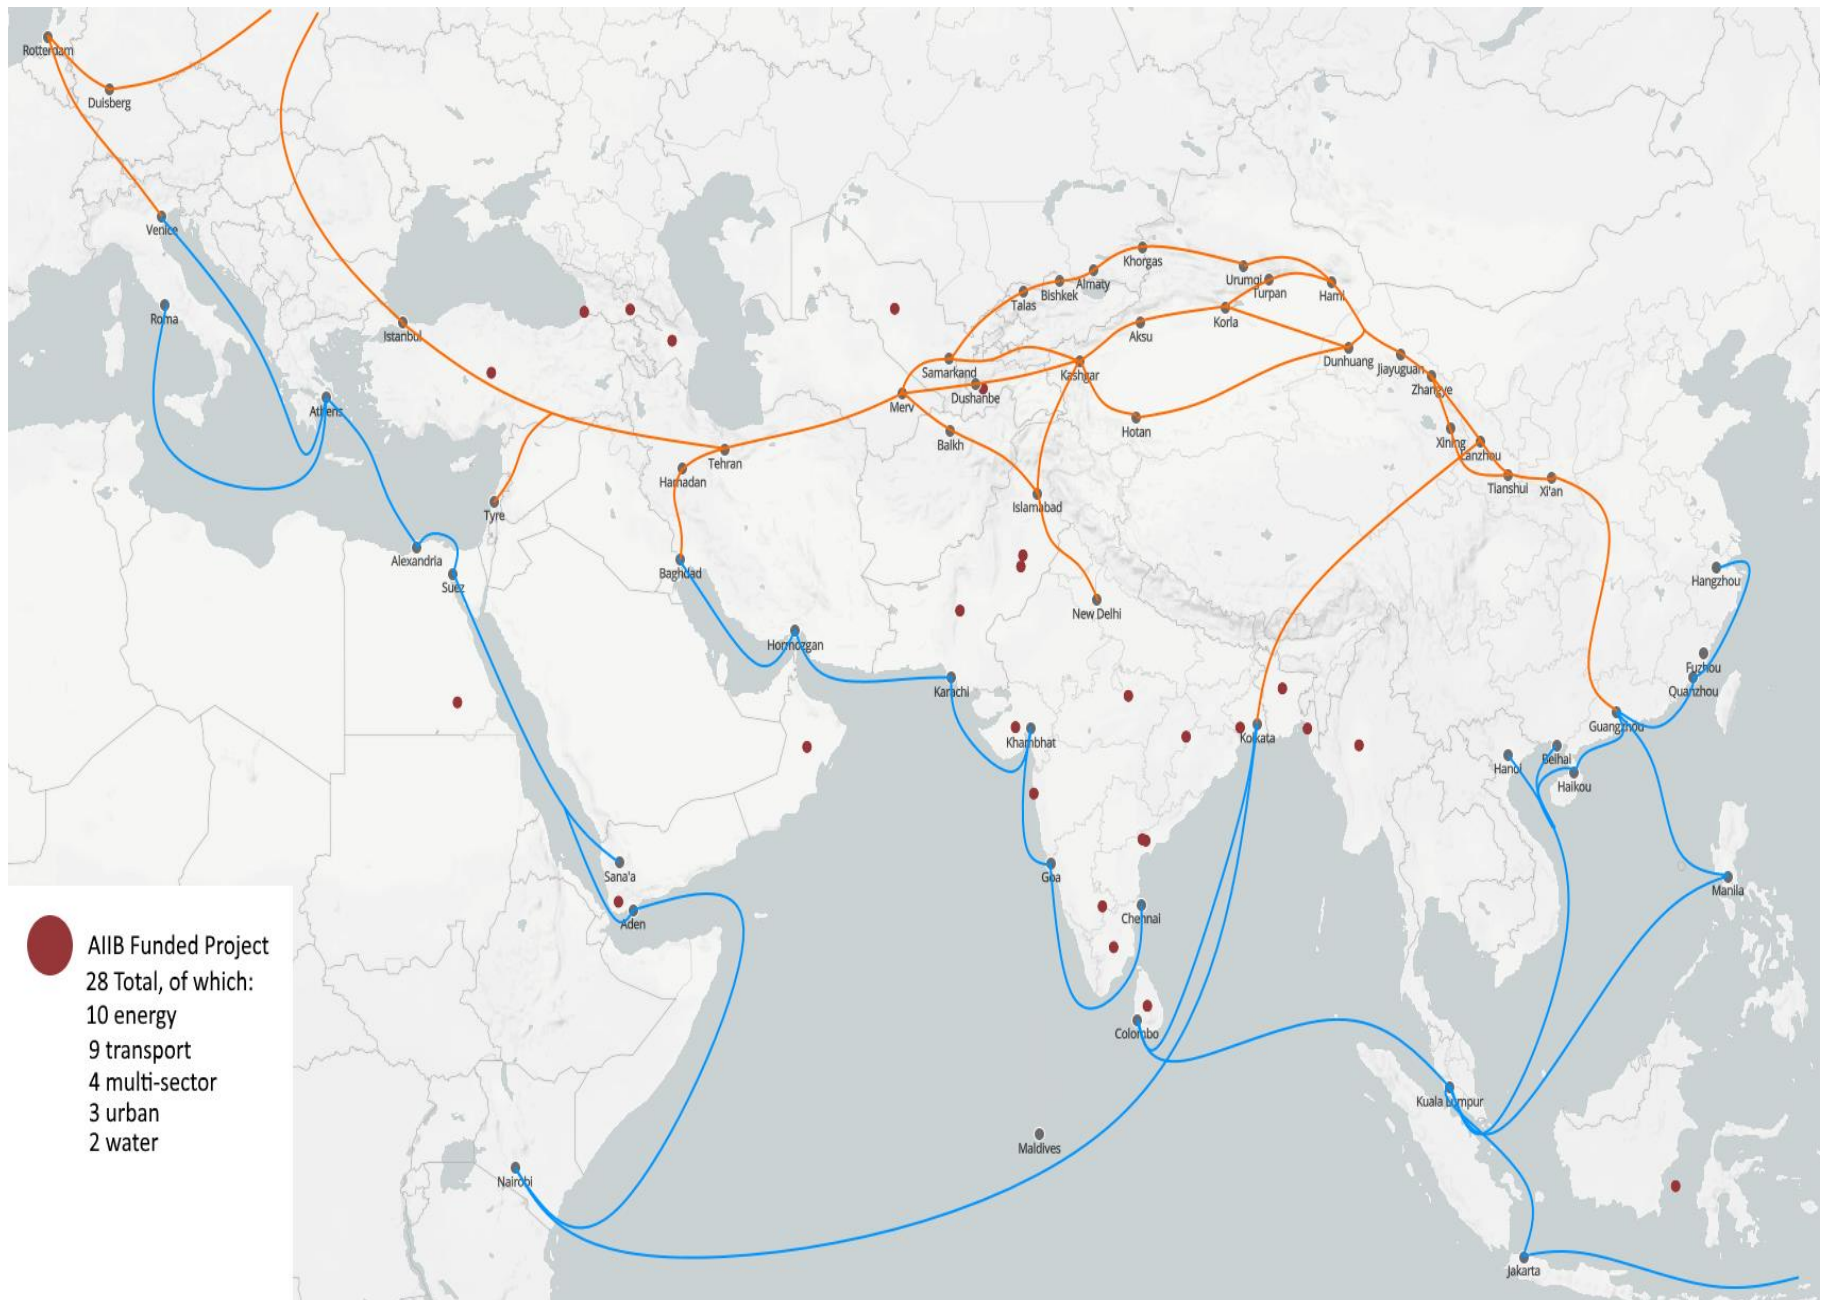 Rotterdam
Duisberg
Venice
Roma
Athens
Istanbul
Khorgas
Urumqi
Turpan
Hami
Almaty
Bishkek
Talas
Korla
Aksu
Dunhuang
Jiayuguan
Zhangye
Samarkand
Dushanbe
Kashgar
Merv
Hotan
Balkh
Xining
Lanzhou
Tehran
Hamadan
Tianshui
Xi'an
Islamabad
Tyre
Alexandria
Suez
Baghdad
Hangzhou
New Delhi
Hormozgan
Fuzhou
Quanzhou
Karachi
Guangzhou
Khambhat
Kolkata
Hanoi
Beihai
Haikou
Sana'a
Goa
Manila
Aden
Chennai
AIIB Funded Project
28 Total, of which:
10 energy
9 transport
4 multi-sector
3 urban
2 water
Colombo
Kuala Lumpur
Maldives
Nairobi
Jakarta